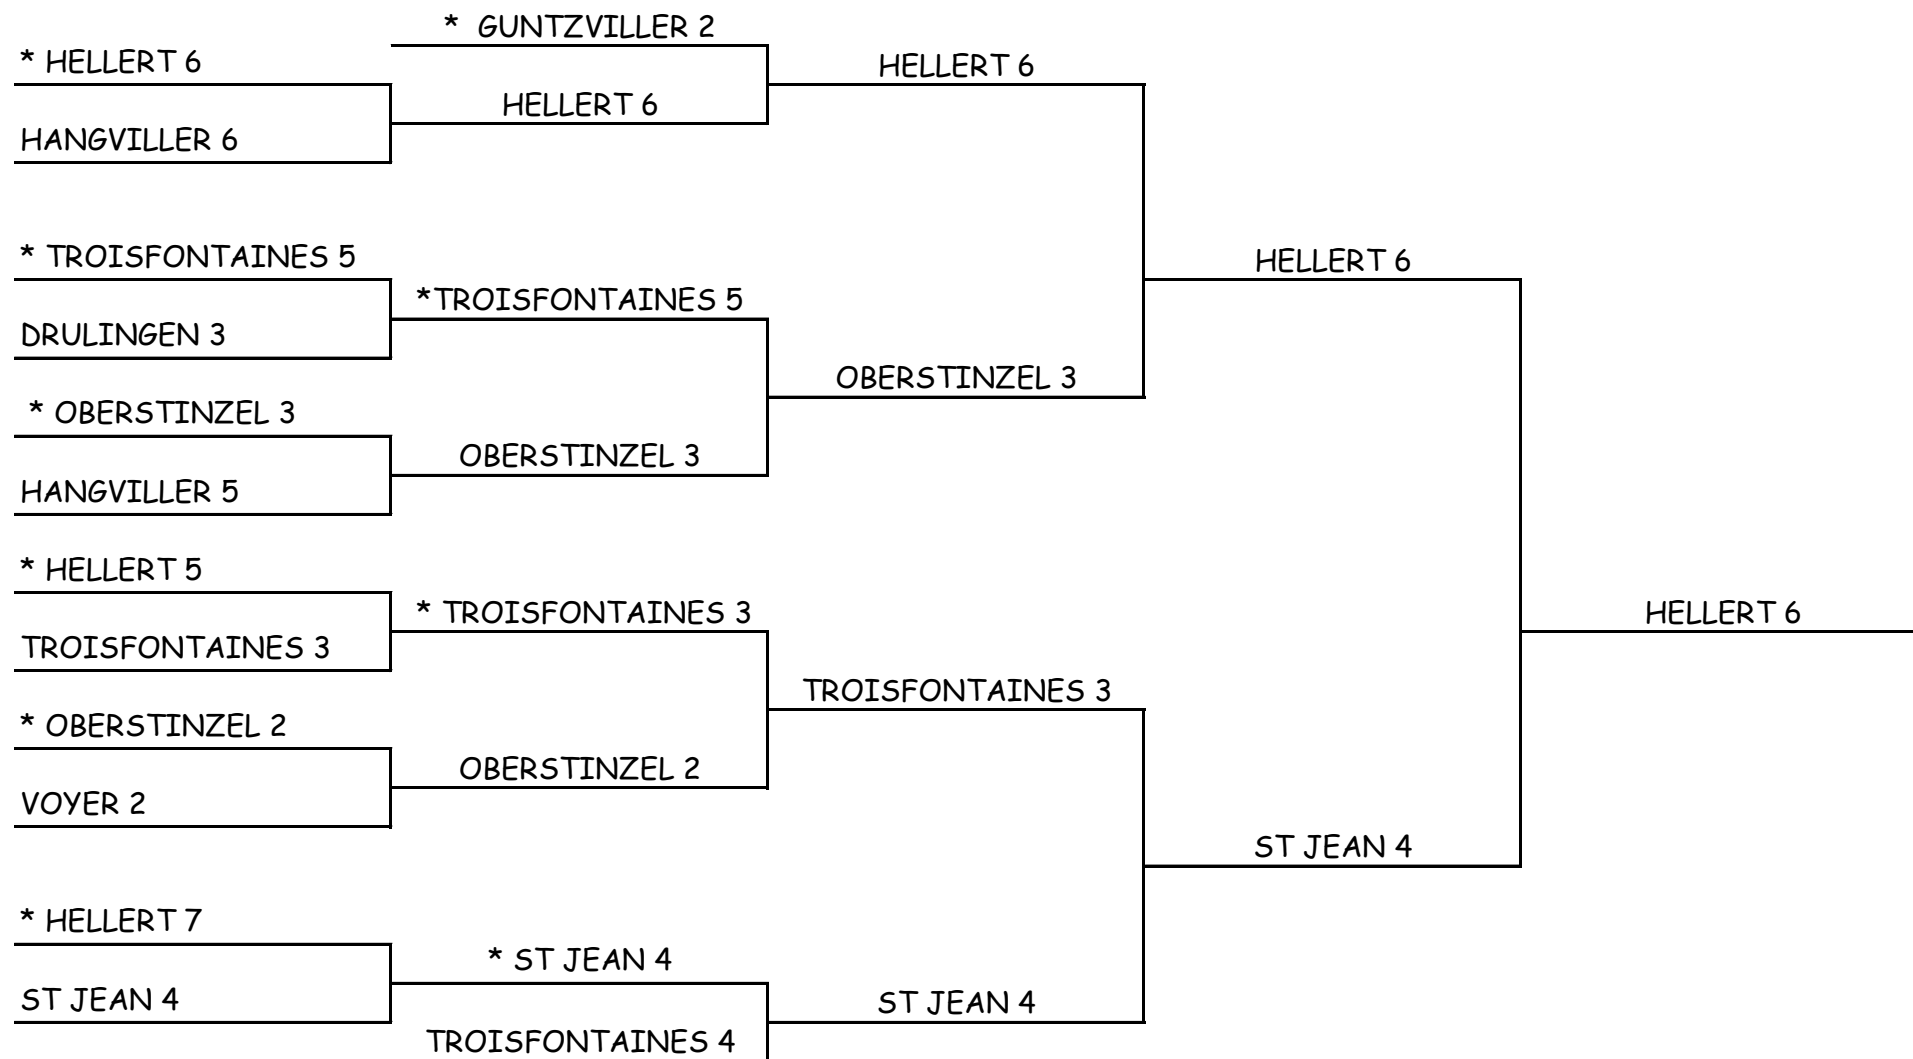 * GUNTZVILLER 2
* HELLERT 6
HELLERT 6
HELLERT 6
HANGVILLER 6
* TROISFONTAINES 5
HELLERT 6
*TROISFONTAINES 5
DRULINGEN 3
OBERSTINZEL 3
* OBERSTINZEL 3
OBERSTINZEL 3
HANGVILLER 5
* HELLERT 5
* TROISFONTAINES 3
HELLERT 6
TROISFONTAINES 3
TROISFONTAINES 3
* OBERSTINZEL 2
OBERSTINZEL 2
VOYER 2
ST JEAN 4
* HELLERT 7
* ST JEAN 4
ST JEAN 4
ST JEAN 4
TROISFONTAINES 4